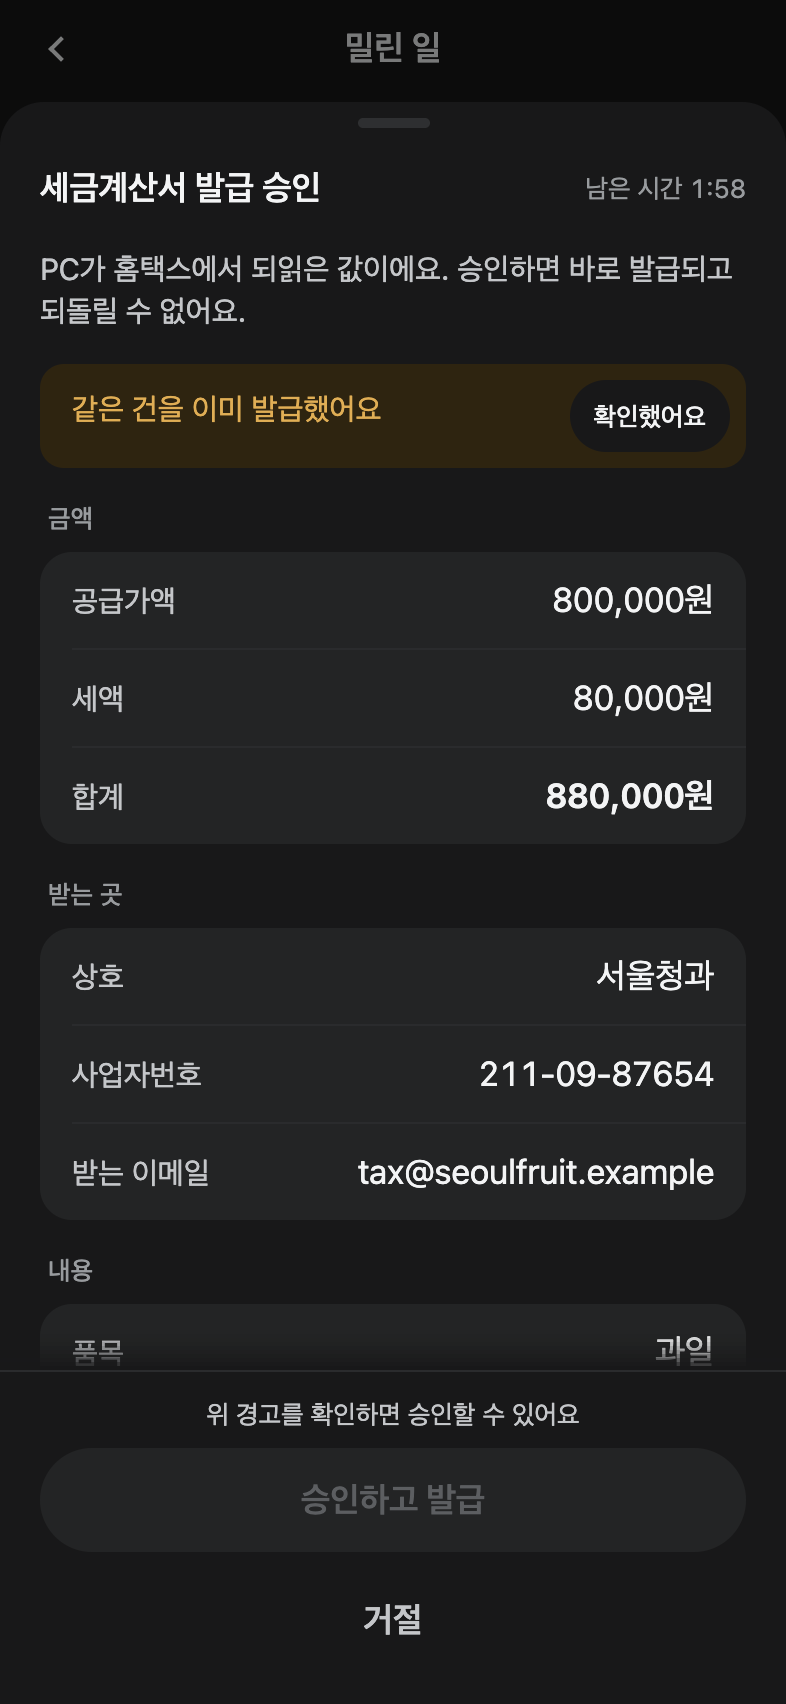 밀린 일
세금계산서 발급 승인
남은 시간 1:58
PC가 홈택스에서 되읽은 값이에요. 승인하면 바로 발급되고
되돌릴 수 없어요.
같은 건을 이미 발급했어요
확인했어요
금액
공급가액 800,000원
세액 80,000원
합계 880,000원
받는 곳
상호 서울청과
사업자번호 211-09-87654
받는 이메일 tax@seoulfruit.example
내용
품목 과일
위 경고를 확인하면 승인할 수 있어요
승인하고 발급
거절